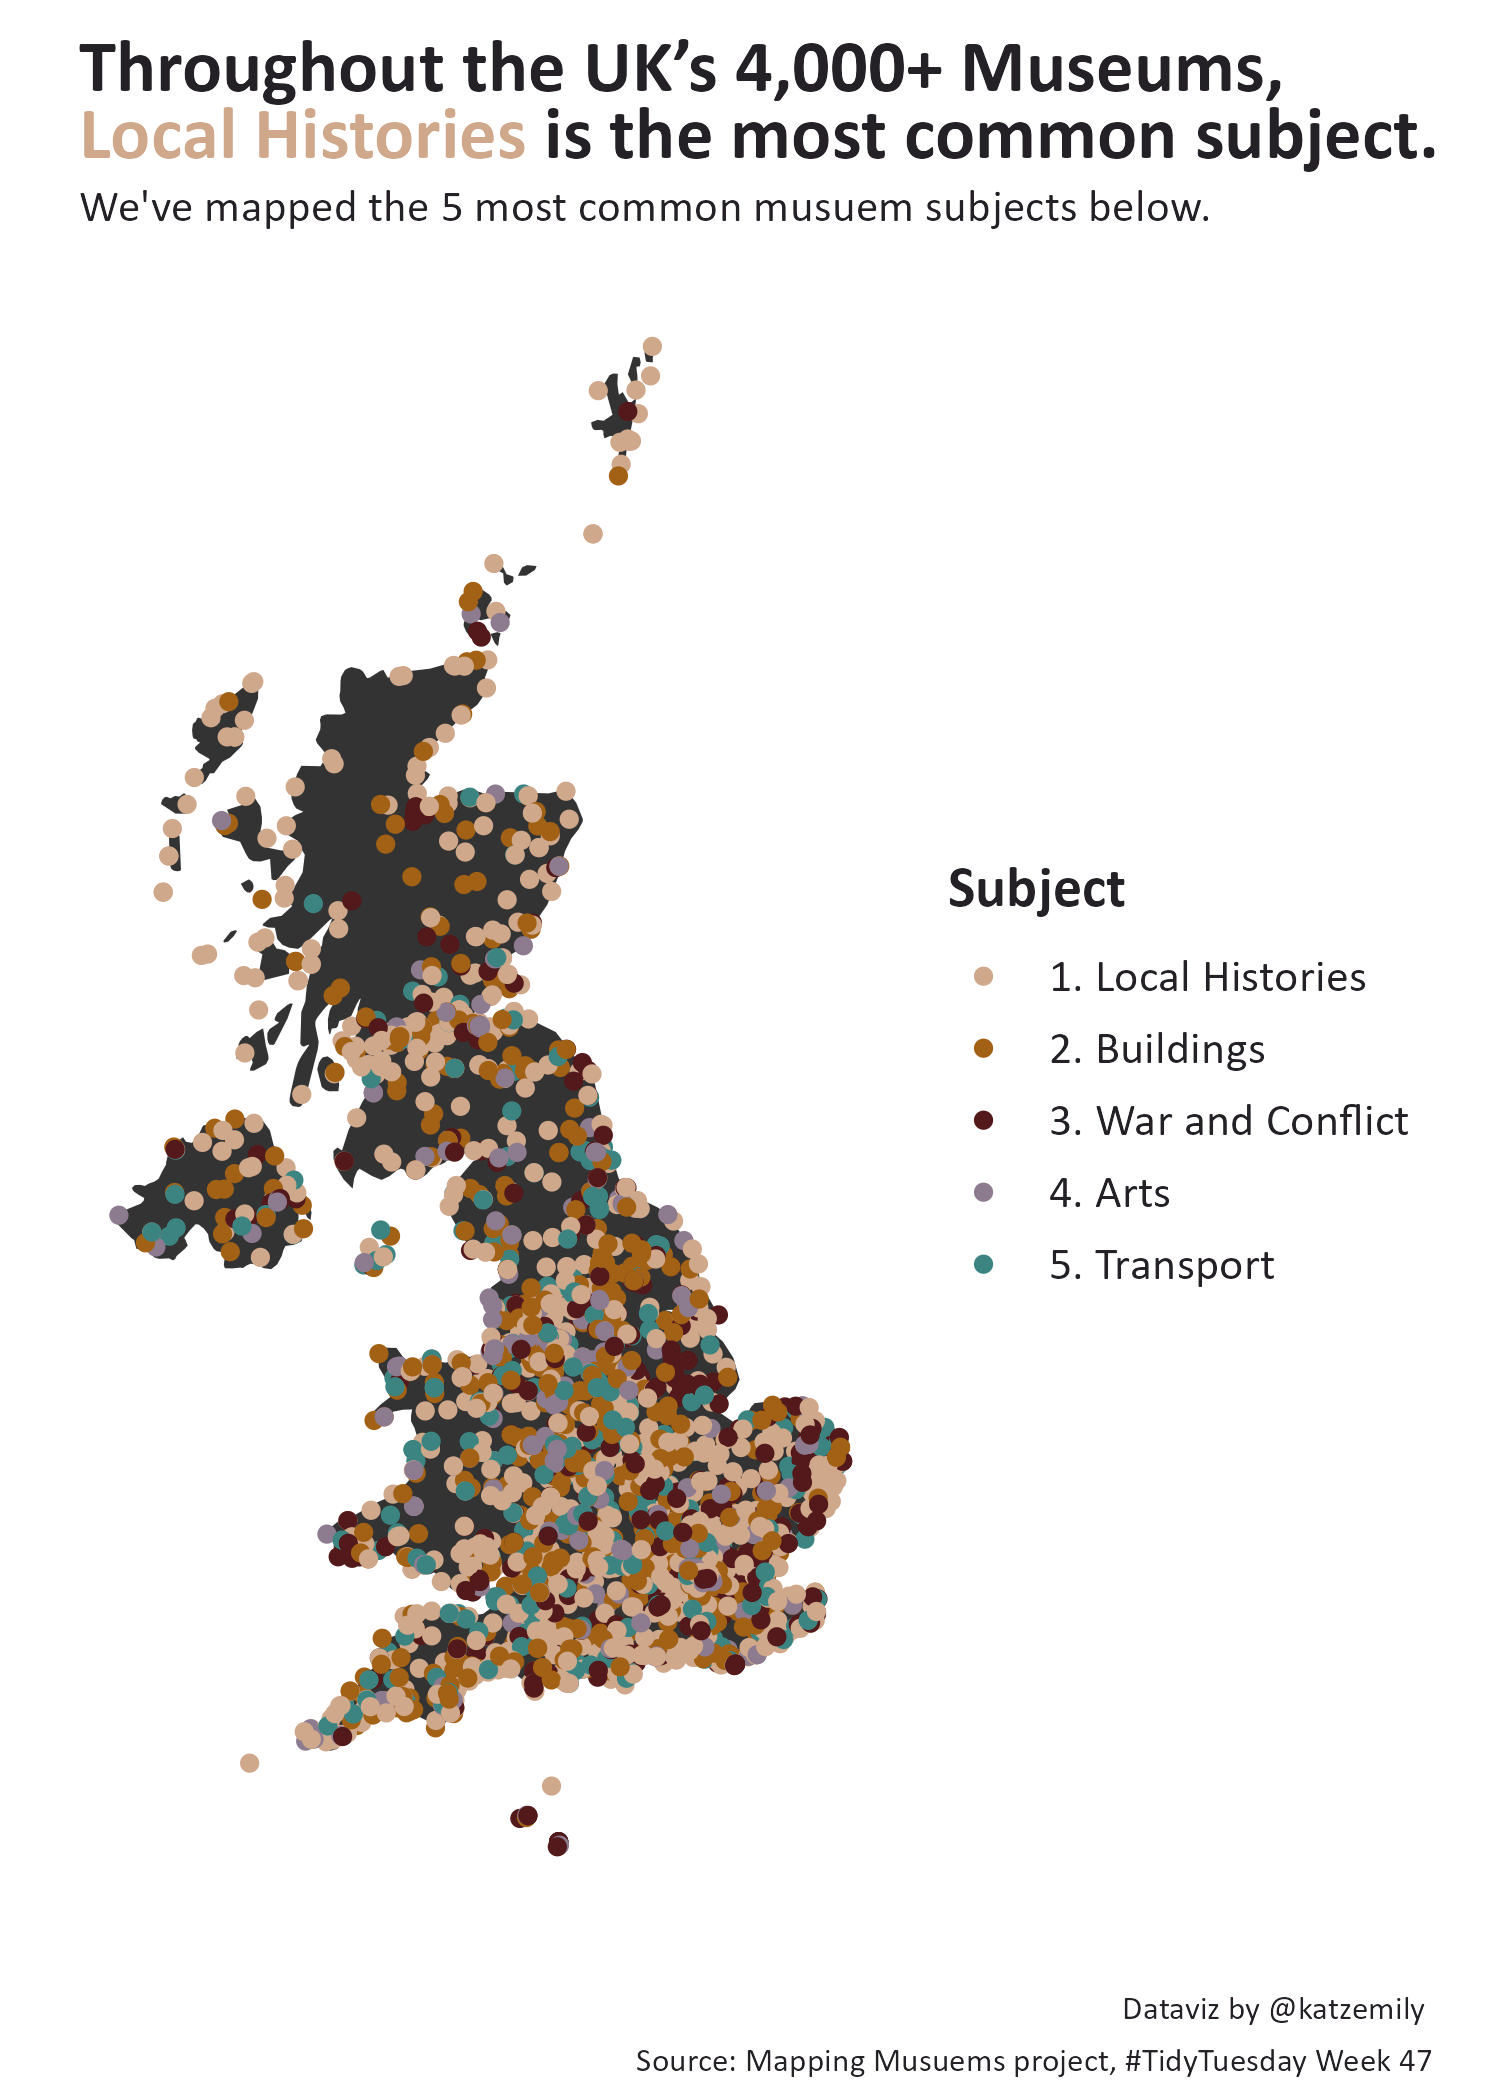 Throughout the UK’s 4,000+ Museums,
Local Histories is the most common subject.
We've mapped the 5 most common musuem subjects below.
Subject
1. Local Histories
2. Buildings
3. War and Conflict
4. Arts
5. Transport
Dataviz by @katzemily
Source: Mapping Musuems project, #TidyTuesday Week 47